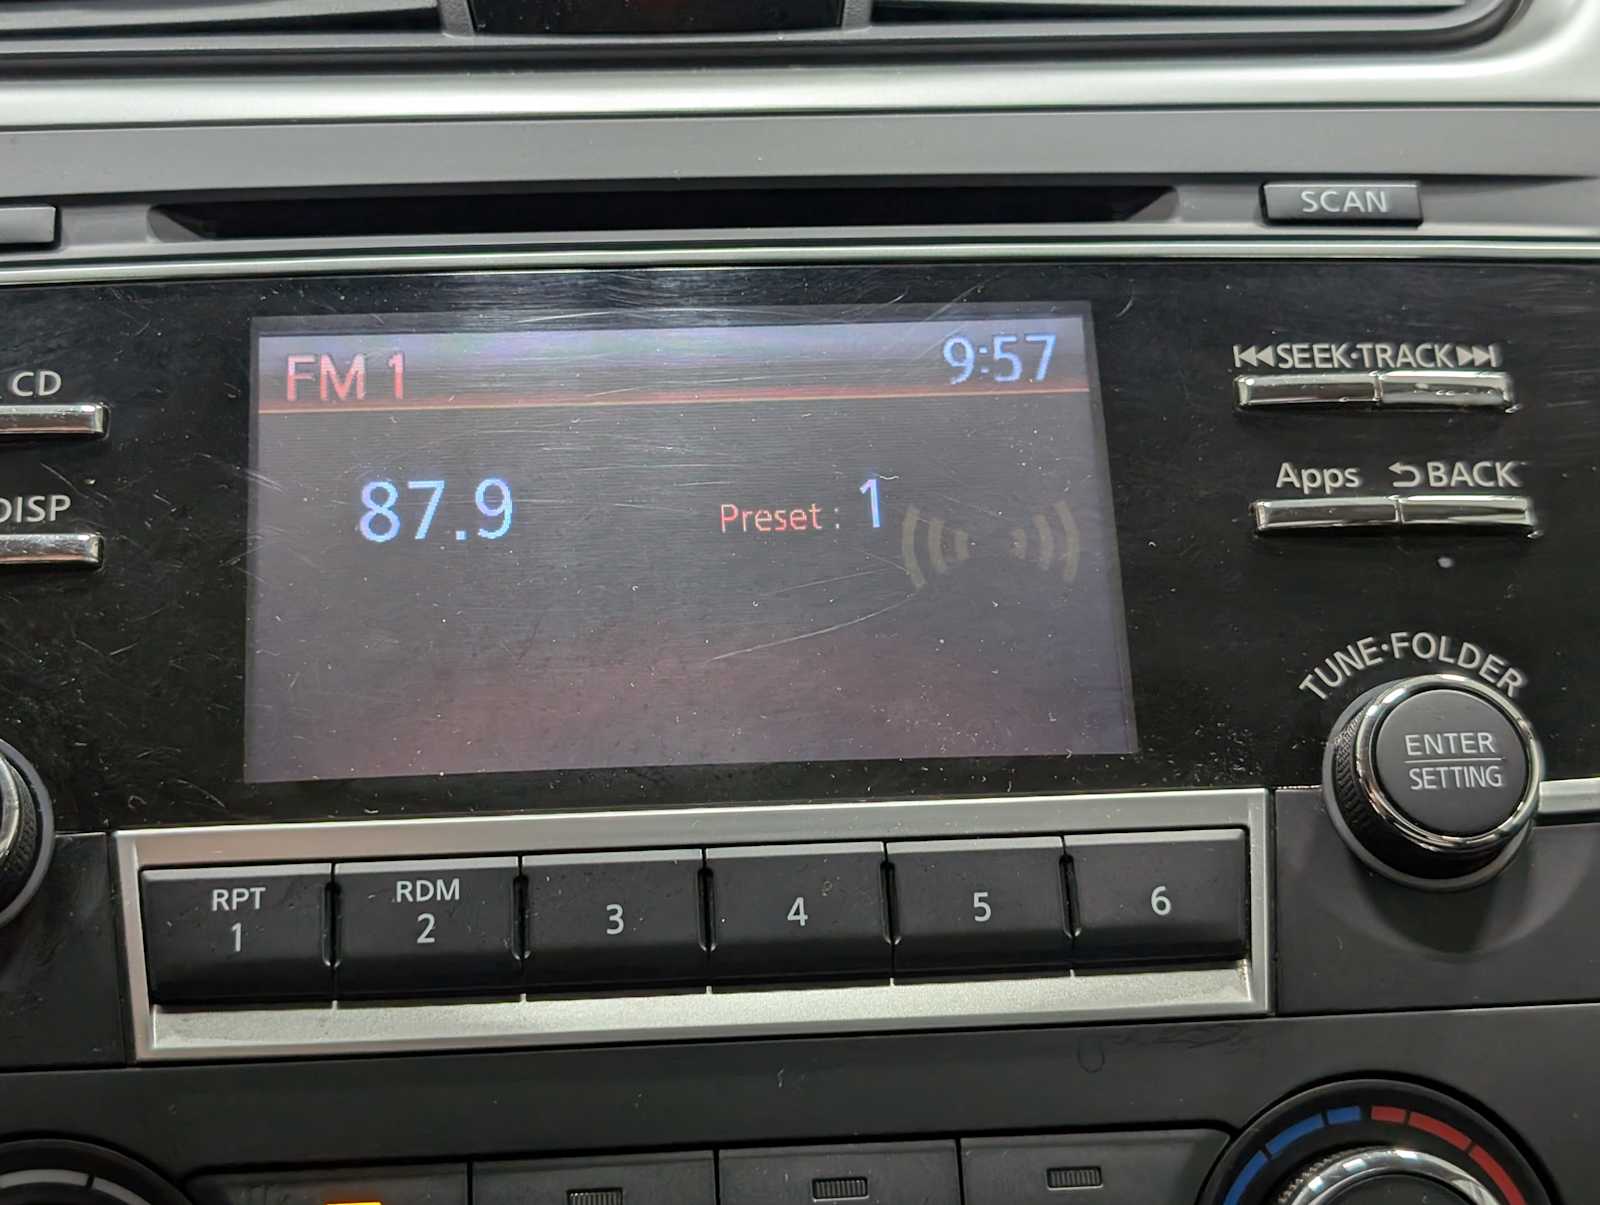 SCAN
CD
FM 1
9:57
SEEK·TRACK
DISP
87.9
Preset : 1
Apps
BACK
TUNE·FOLDER
ENTER
SETTING
RPT
1
RDM
2
3
4
5
6